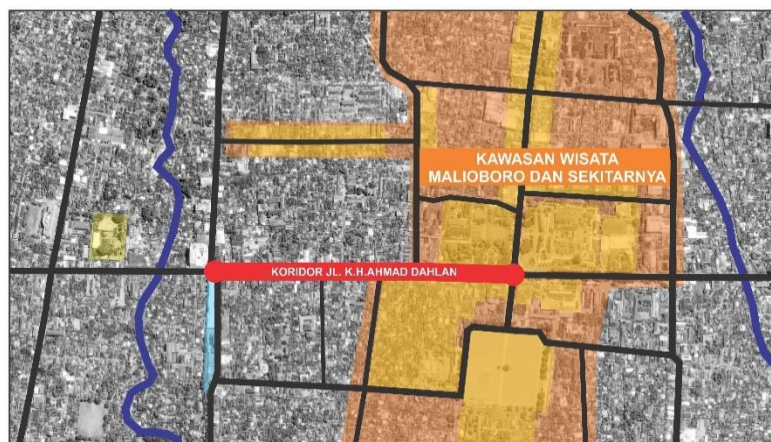 KAWASAN WISATA
MALIOBORO DAN SEKITARNYA
KORIDOR JL. K.H.AHMAD DAHLAN